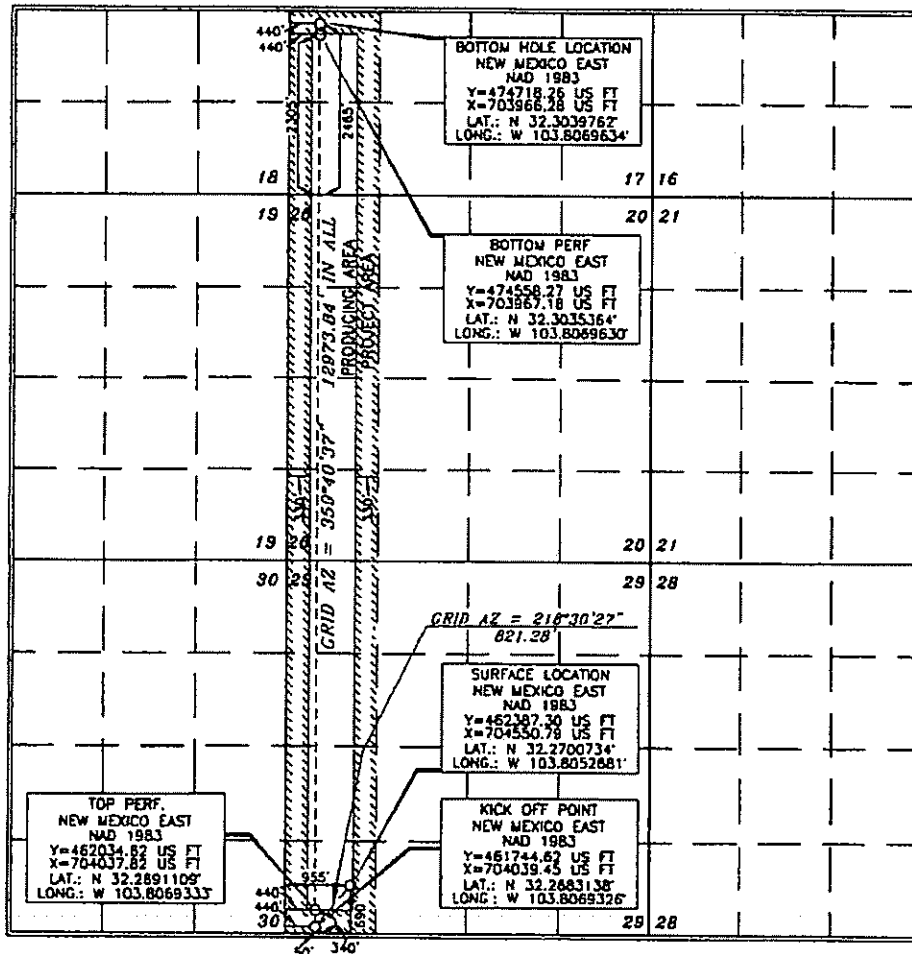 440'
440'
BOTTOM HOLE LOCATION
NEW MEXICO EAST
NAD 1983
Y=474718.26 US FT
X=703966.28 US FT
LAT.: N 32.3039762°
LONG.: W 103.8069634°
2305'
2465'
18
17 16
19 20
20 21
BOTTOM PERF
NEW MEXICO EAST
NAD 1983
Y=474558.27 US FT
X=703967.18 US FT
LAT.: N 32.3035364°
LONG.: W 103.8069630°
GRID AZ = 359°40'37" 12973.84' IN ALL
PRODUCING AREA
PROJECT AREA
19 20
20 21
30 29
29 28
GRID AZ = 218°30'27"
821.28'
SURFACE LOCATION
NEW MEXICO EAST
NAD 1983
Y=462387.30 US FT
X=704550.79 US FT
LAT.: N 32.2700734°
LONG.: W 103.8052881°
TOP PERF.
NEW MEXICO EAST
NAD 1983
Y=462034.82 US FT
X=704037.82 US FT
LAT.: N 32.2691109°
LONG.: W 103.8069333°
KICK OFF POINT
NEW MEXICO EAST
NAD 1983
Y=461744.62 US FT
X=704039.45 US FT
LAT.: N 32.2683138°
LONG.: W 103.8069326°
955'
440'
440'
690'
30
29 28
50'
340'